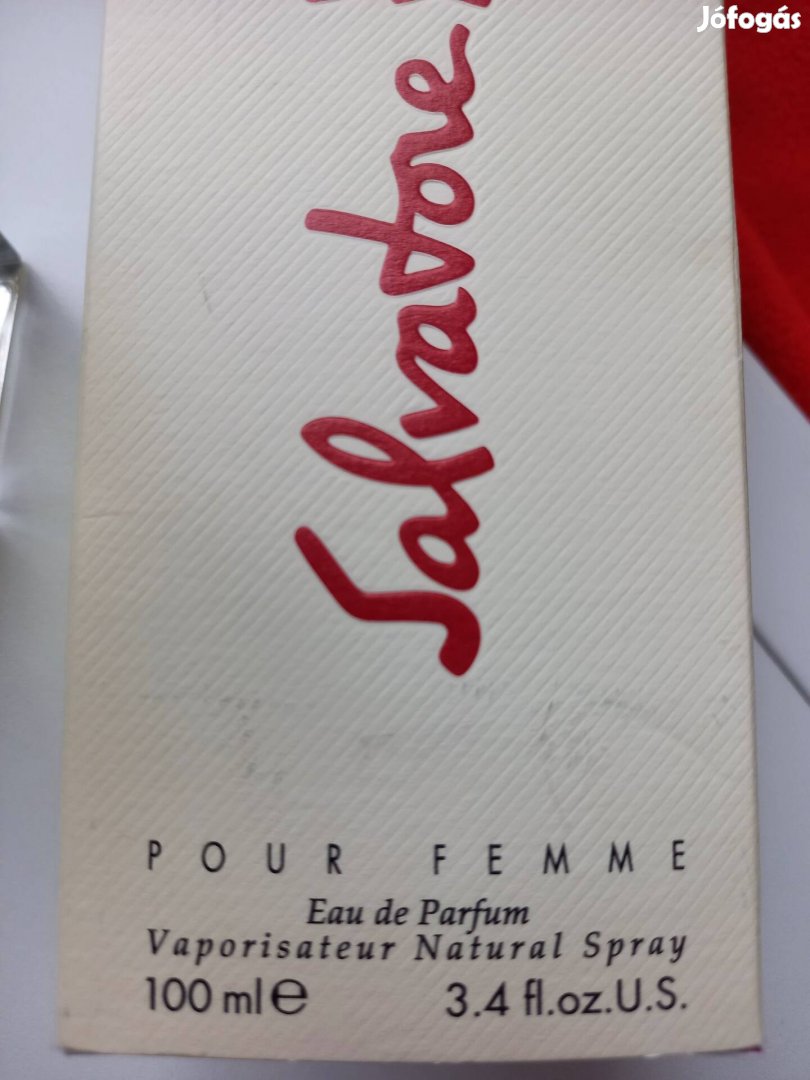 Jófogás
Salvatore
POUR FEMME
Eau de Parfum
Vaporisateur Natural Spray
100 ml e
3.4 fl.oz.U.S.